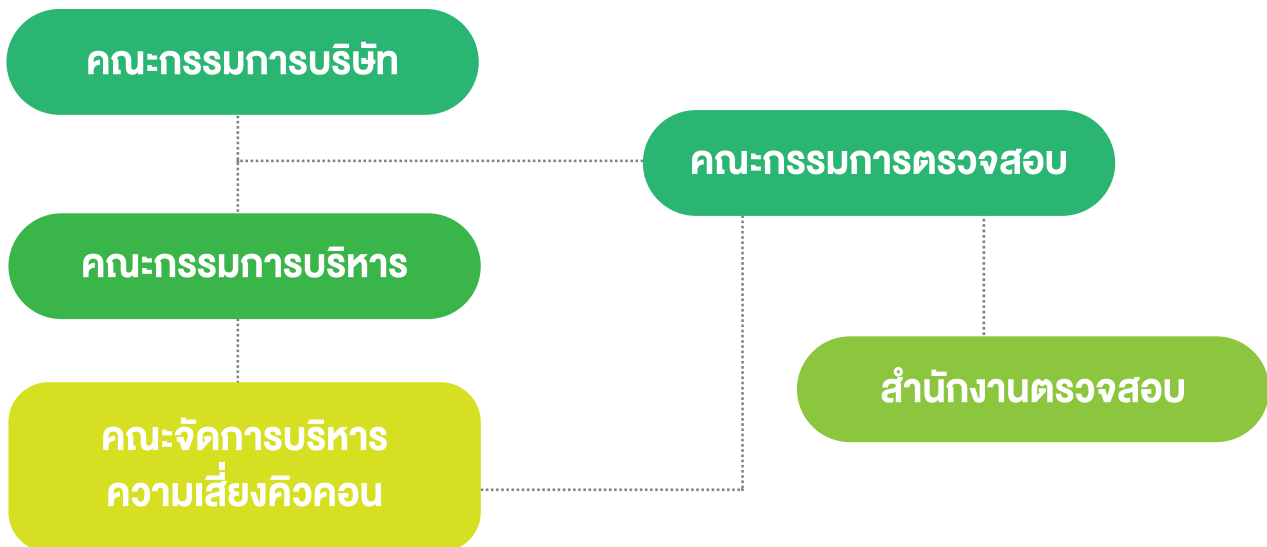 คณะกรรมการบริษัท
คณะกรรมการตรวจสอบ
คณะกรรมการบริหาร
สำนักงานตรวจสอบ
คณะจัดการบริหาร
ความเสี่ยงคิวคอน